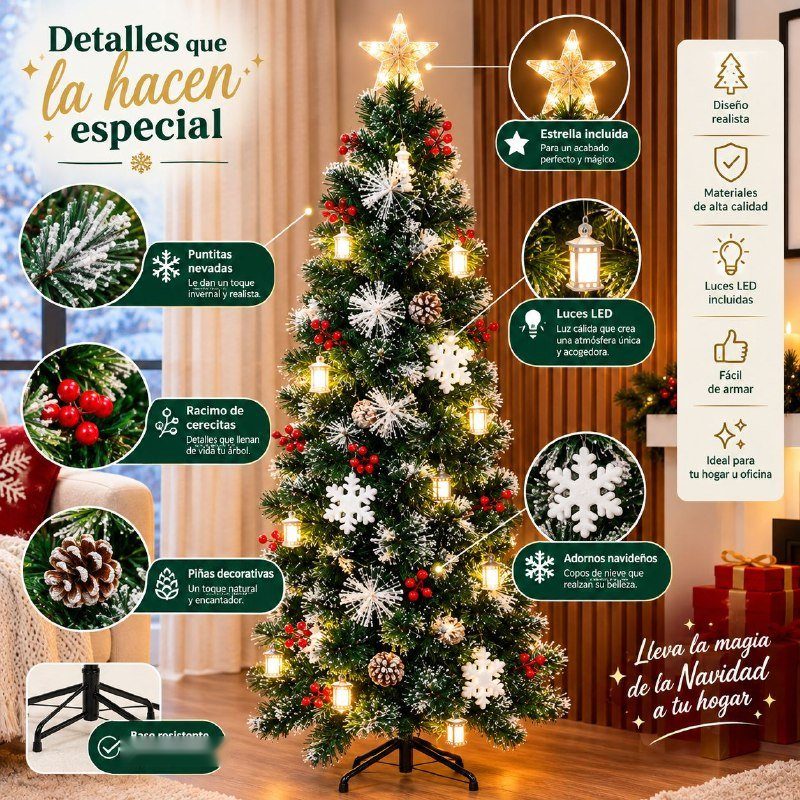 Detalles que
la hacen
especial
Estrella incluida
Para un acabado
perfecto y mágico.
Puntitas
nevadas
Le dan un toque
invernal y realista.
Luces LED
Luz cálida que crea
una atmósfera única
y acogedora.
Racimo de
cerecitas
Detalles que llenan
de vida tu árbol.
Adornos navideños
Copos de nieve que
realzan su belleza.
Piñas decorativas
Un toque natural
y encantador.
Base resistente
Diseño
realista
Materiales
de alta calidad
Luces LED
incluidas
Fácil
de armar
Ideal para
tu hogar u oficina
Lleva la magia
de la Navidad
a tu hogar